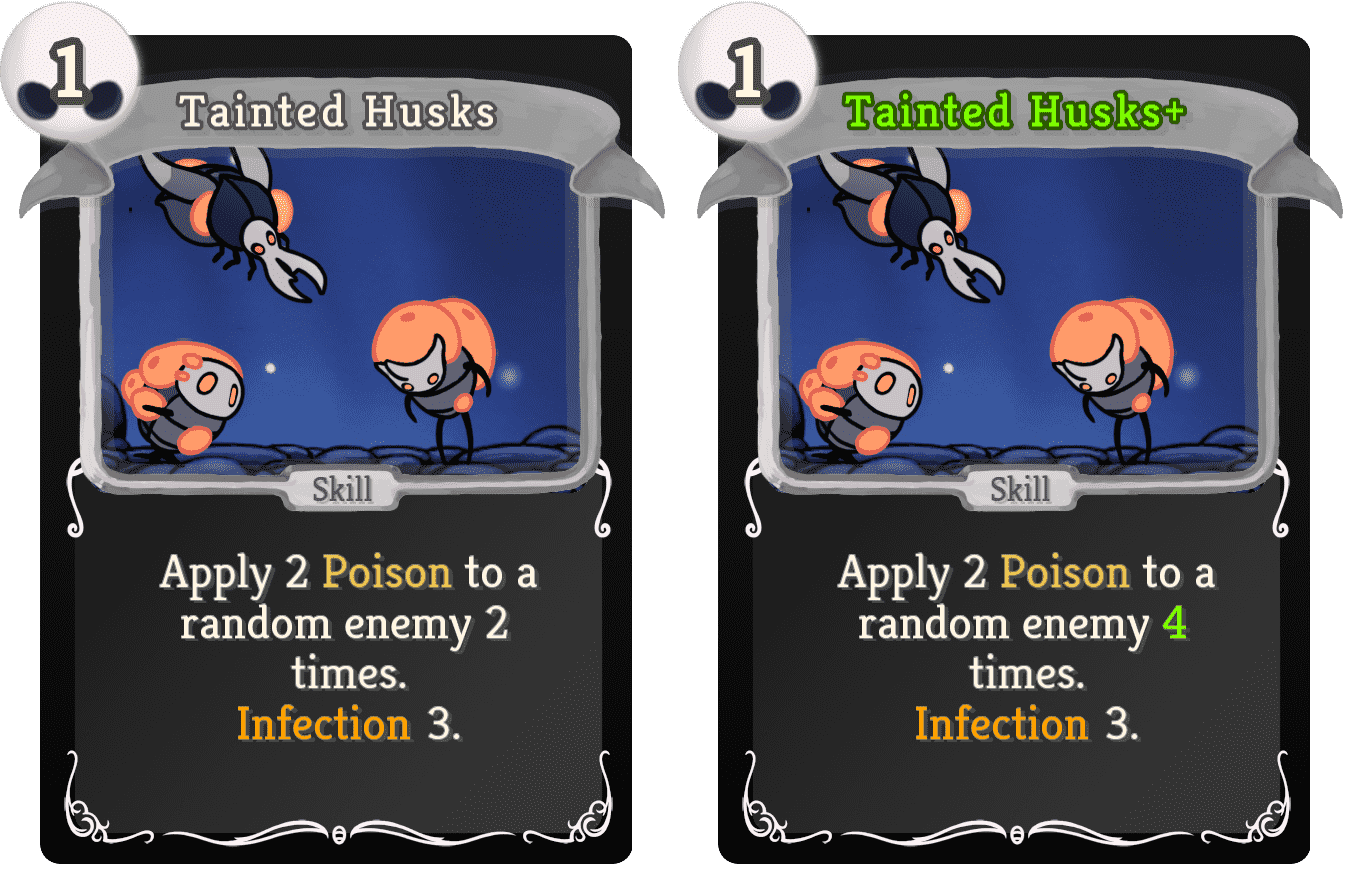 1
Tainted Husks
Skill
Apply 2 Poison to a
random enemy 2
times.
Infection 3.
1
Tainted Husks+
Skill
Apply 2 Poison to a
random enemy 4
times.
Infection 3.